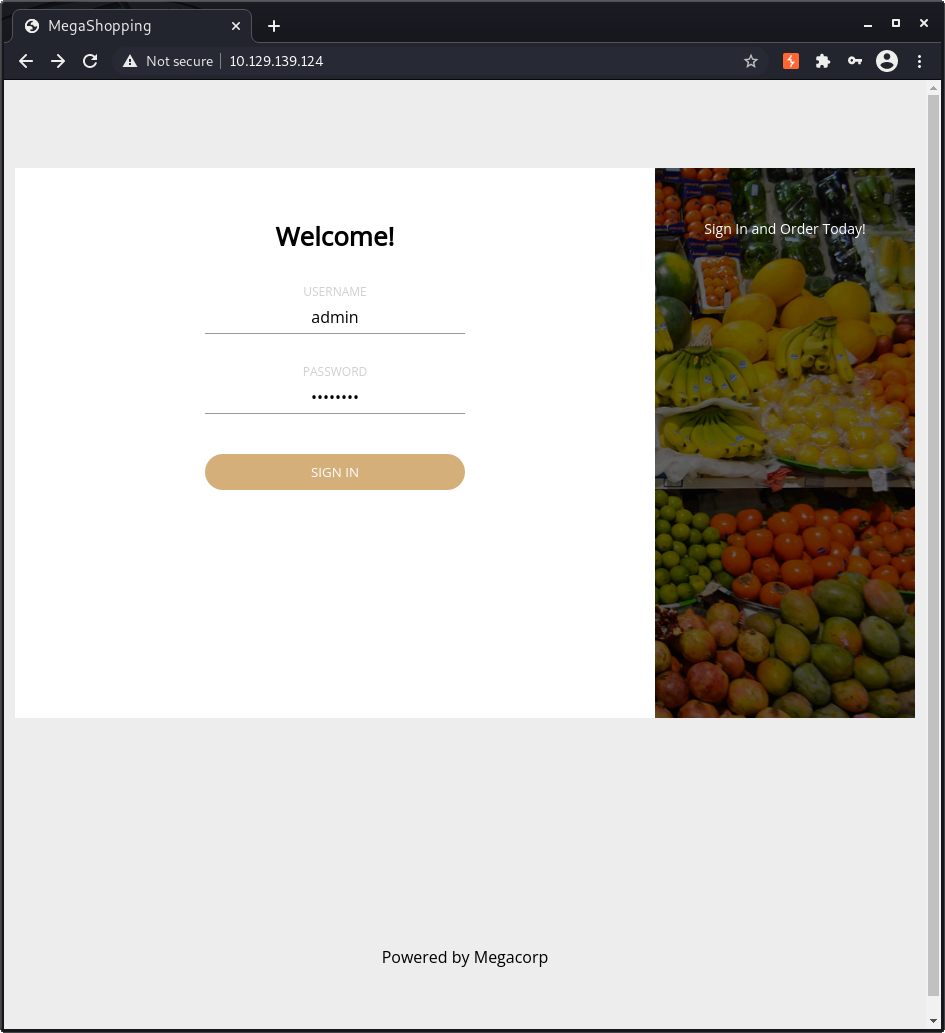 MegaShopping
Not secure
10.129.139.124
Welcome!
Sign In and Order Today!
USERNAME
admin
PASSWORD
••••••••
SIGN IN
Powered by Megacorp